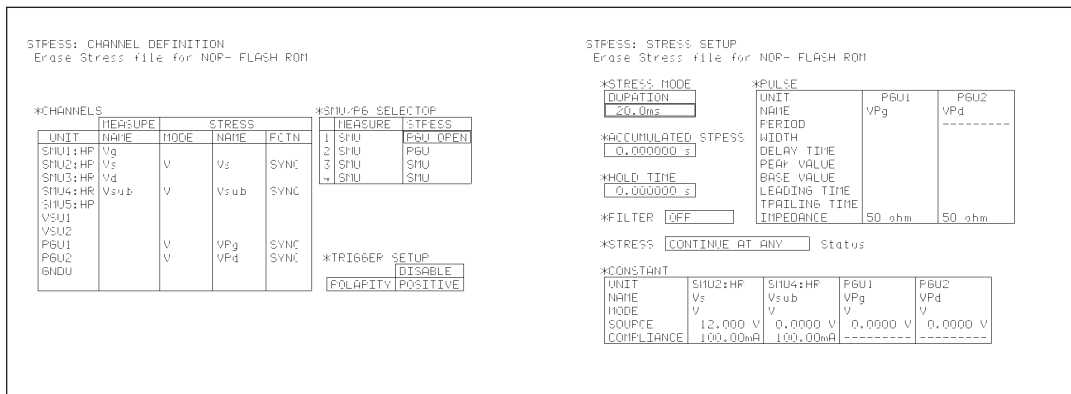 STRESS: CHANNEL DEFINITION
Erase Stress file for NOR- FLASH ROM
*CHANNELS
MEASURE STRESS
UNIT NAME MODE NAME FCTN
SMU1:HR Vg
SMU2:HR Vs V Vs SYNC
SMU3:HR Vd
SMU4:HR Vsub V Vsub SYNC
SMU5:HR
VSU1
VSU2
PGU1 V VPg SYNC
PGU2 V VPd SYNC
GNDU
*SMU/PG SELECTOR
MEASURE STRESS
1 SMU PGU OPEN
2 SMU PGU
3 SMU SMU
4 SMU SMU
*TRIGGER SETUP
DISABLE
POLARITY POSITIVE
STRESS: STRESS SETUP
Erase Stress file for NOR- FLASH ROM
*STRESS MODE
DURATION
20.0ms
*ACCUMULATED STRESS
0.000000 s
*HOLD TIME
0.000000 s
*FILTER OFF
*PULSE
UNIT PGU1 PGU2
NAME VPg VPd
PERIOD ---------
WIDTH
DELAY TIME
PEAK VALUE
BASE VALUE
LEADING TIME
TRAILING TIME
IMPEDANCE 50 ohm 50 ohm
*STRESS CONTINUE AT ANY Status
*CONSTANT
UNIT SMU2:HR SMU4:HR PGU1 PGU2
NAME Vs Vsub VPg VPd
MODE V V V V
SOURCE 12.000 V 0.0000 V 0.0000 V 0.0000 V
COMPLIANCE 100.00mA 100.00mA --------- ---------